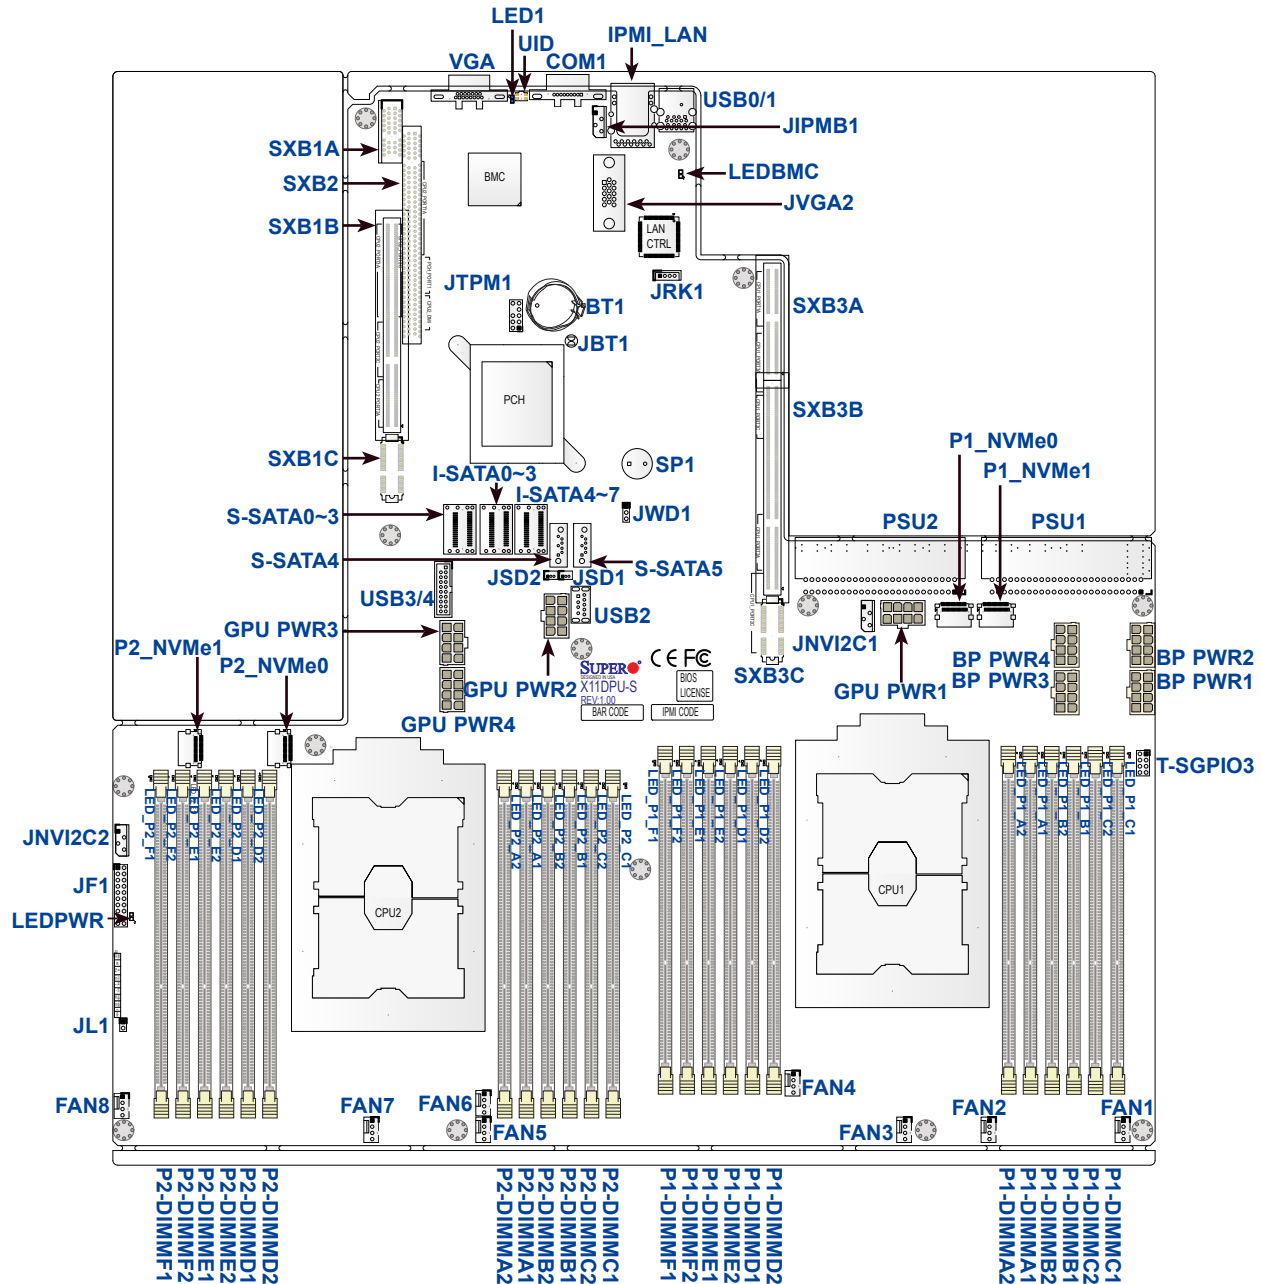 LED1
UID
IPMI_LAN
VGA
COM1
USB0/1
JIPMB1
SXB1A
SXB2
BMC
LEDBMC
JVGA2
SXB1B
LAN
CTRL
JTPM1
BT1
JRK1
SXB3A
JBT1
PCH
SXB3B
P1_NVMe0
SXB1C
I-SATA0~3
SP1
P1_NVMe1
I-SATA4~7
S-SATA0~3
JWD1
PSU2
PSU1
S-SATA4
JSD2
JSD1
S-SATA5
USB3/4
USB2
GPU PWR3
JNVI2C1
P2_NVMe1
P2_NVMe0
SUPER
DESIGNED IN USA
X11DPU-S
REV:1.00
BIOS
LICENSE
BAR CODE
IPMI CODE
SXB3C
BP PWR4
BP PWR2
BP PWR3
BP PWR1
GPU PWR2
GPU PWR1
GPU PWR4
T-SGPIO3
LED_P2_F1
LED_P2_F2
LED_P2_E1
LED_P2_E2
LED_P2_D1
LED_P2_D2
LED_P2_A2
LED_P2_A1
LED_P2_B2
LED_P2_B1
LED_P2_C2
LED_P2_C1
LED_P1_F1
LED_P1_F2
LED_P1_E1
LED_P1_E2
LED_P1_D1
LED_P1_D2
LED_P1_A2
LED_P1_A1
LED_P1_B2
LED_P1_B1
LED_P1_C2
LED_P1_C1
JNVI2C2
JF1
LEDPWR
CPU2
CPU1
JL1
FAN8
FAN7
FAN6
FAN5
FAN4
FAN3
FAN2
FAN1
P2-DIMMF1
P2-DIMMF2
P2-DIMME1
P2-DIMME2
P2-DIMMD1
P2-DIMMD2
P2-DIMMA2
P2-DIMMA1
P2-DIMMB2
P2-DIMMB1
P2-DIMMC2
P2-DIMMC1
P1-DIMMF1
P1-DIMMF2
P1-DIMME1
P1-DIMME2
P1-DIMMD1
P1-DIMMD2
P1-DIMMA2
P1-DIMMA1
P1-DIMMB2
P1-DIMMB1
P1-DIMMC2
P1-DIMMC1